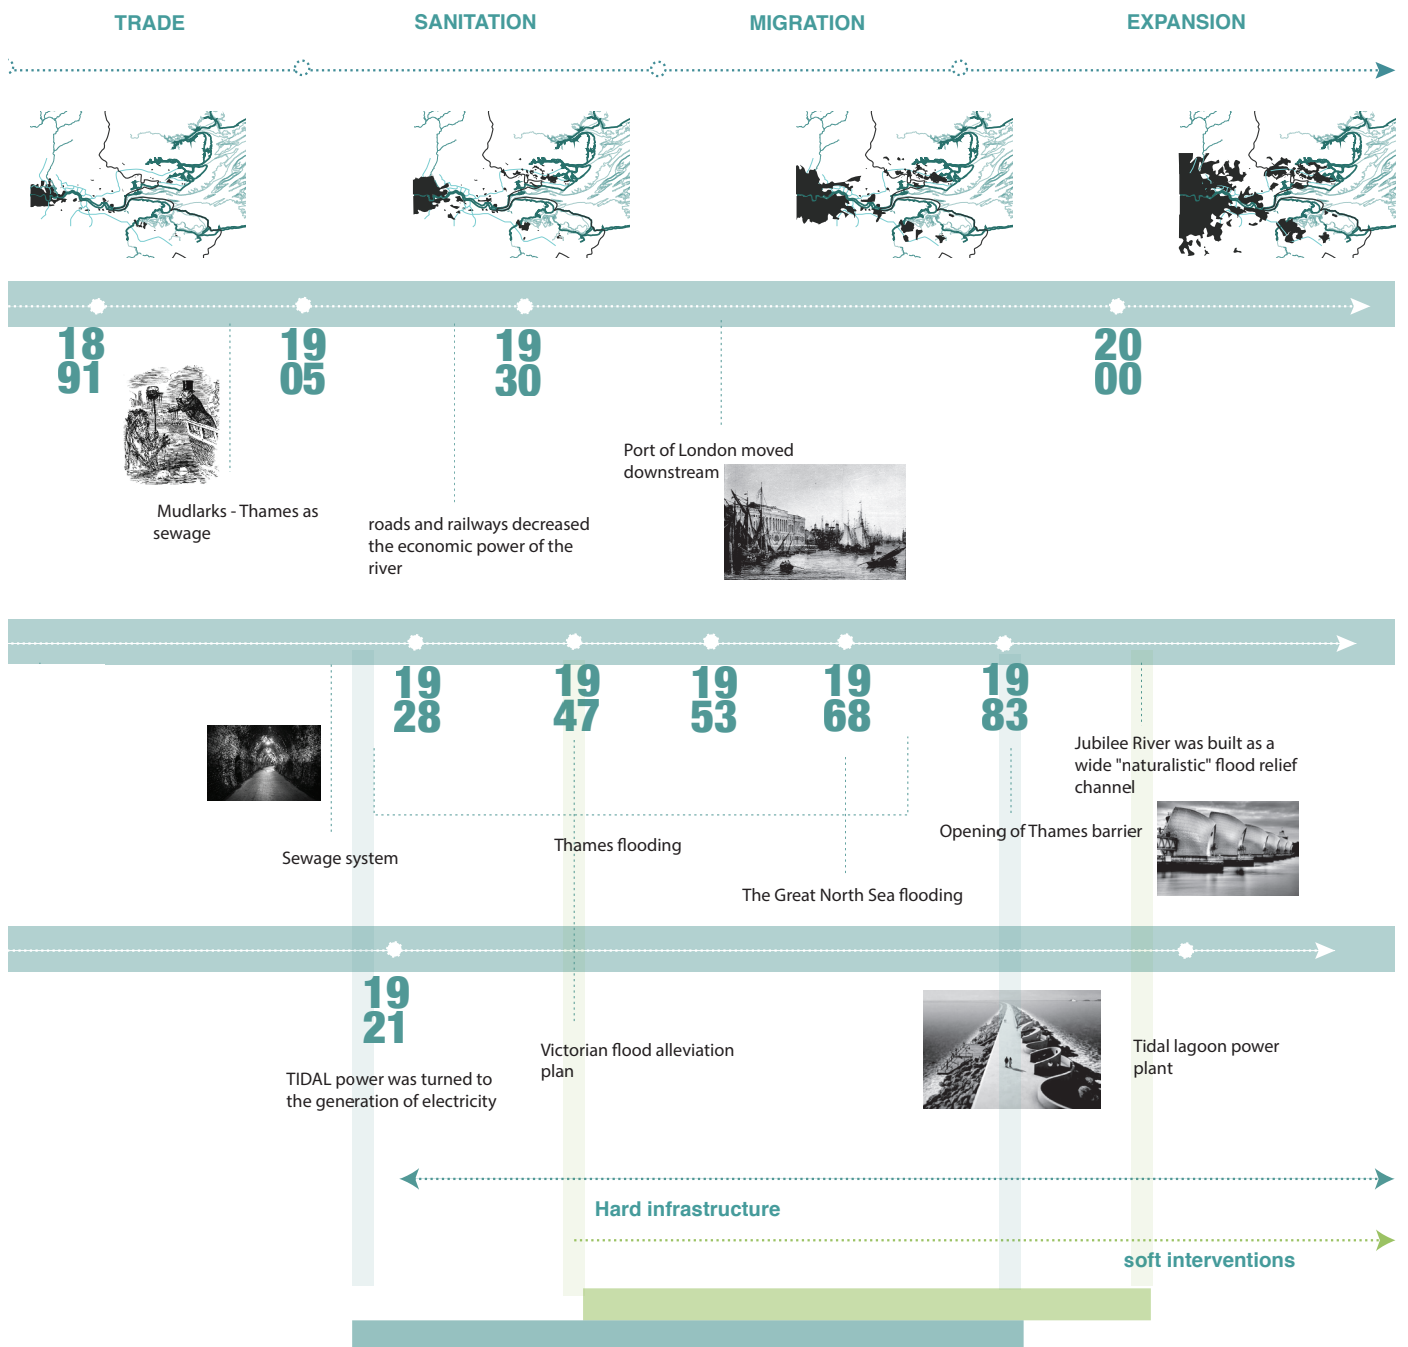 TRADE
SANITATION
MIGRATION
EXPANSION
18
91
19
05
19
30
20
00
Mudlarks - Thames as
sewage
roads and railways decreased
the economic power of the
river
Port of London moved
downstream
19
28
19
47
19
53
19
68
19
83
Sewage system
Thames flooding
The Great North Sea flooding
Opening of Thames barrier
Jubilee River was built as a
wide "naturalistic" flood relief
channel
19
21
TIDAL power was turned to
the generation of electricity
Victorian flood alleviation
plan
Tidal lagoon power
plant
Hard infrastructure
soft interventions